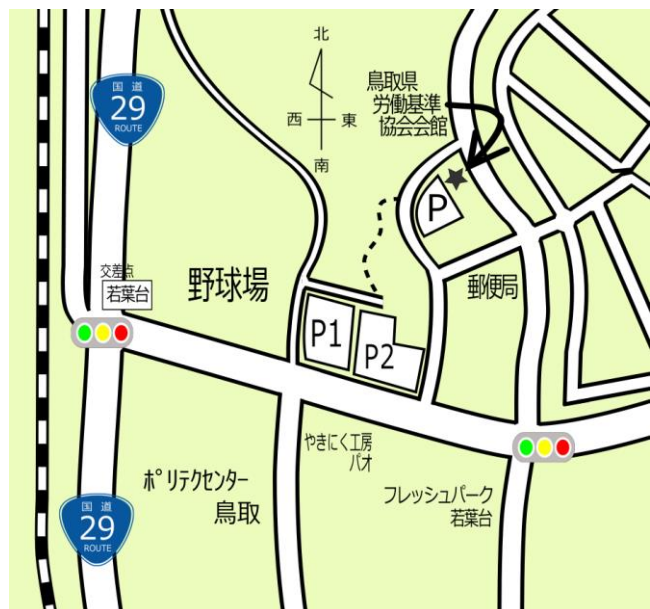 国道
29
ROUTE
北
西 東
南
鳥取県
労働基準
協会会館
P
交差点
若葉台
野球場
郵便局
P1
P2
やきにく工房
パオ
ポリテクセンター
鳥取
フレッシュパーク
若葉台
国道
29
ROUTE